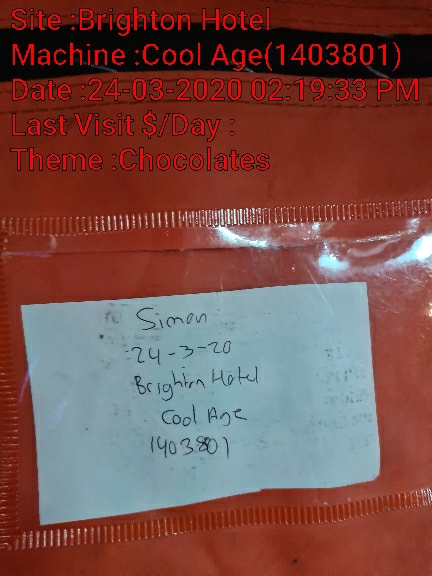 Site :Brighton Hotel
Machine :Cool Age(1403801)
Date :24-03-2020 02:19:33 PM
Last Visit $/Day :
Theme :Chocolates
Simon
24-3-20
Brighton Hotel
Cool Age
1403801